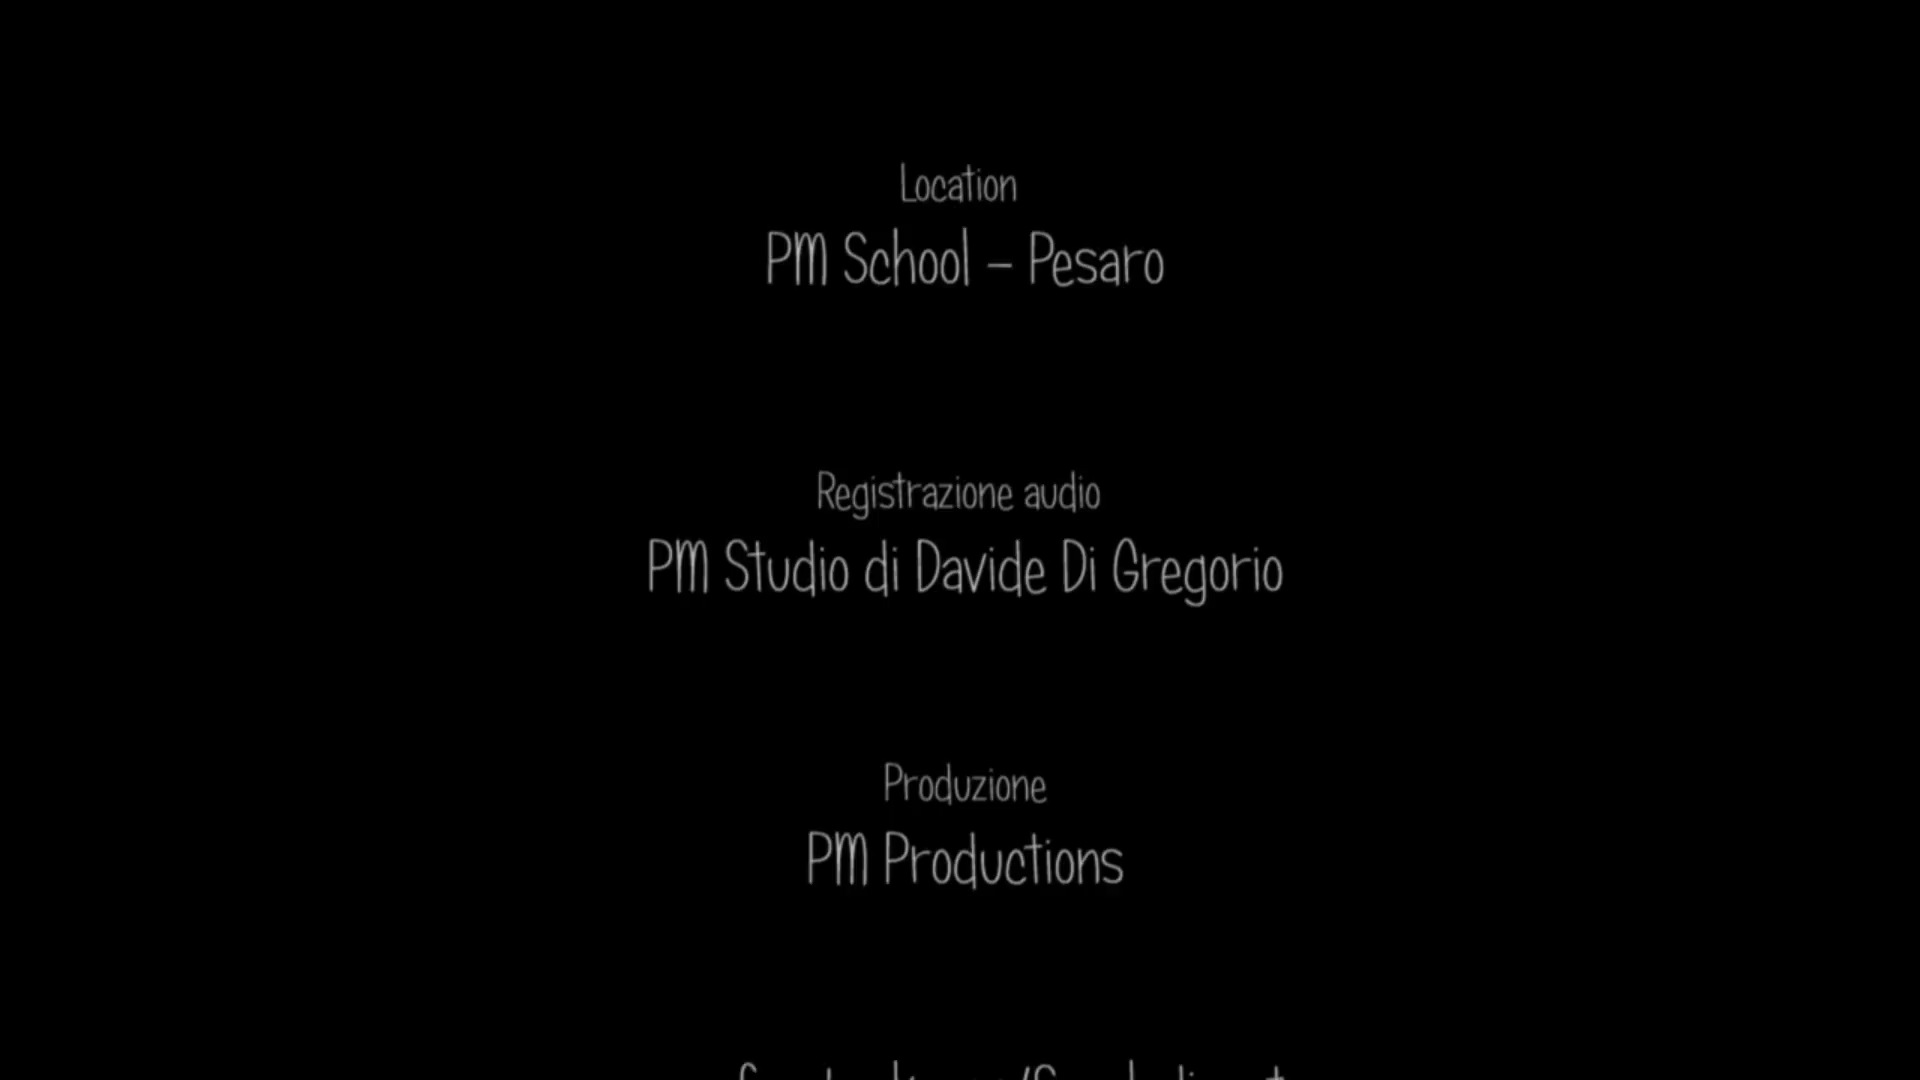 Location
PM School - Pesaro
Registrazione audio
PM Studio di Davide Di Gregorio
Produzione
PM Productions